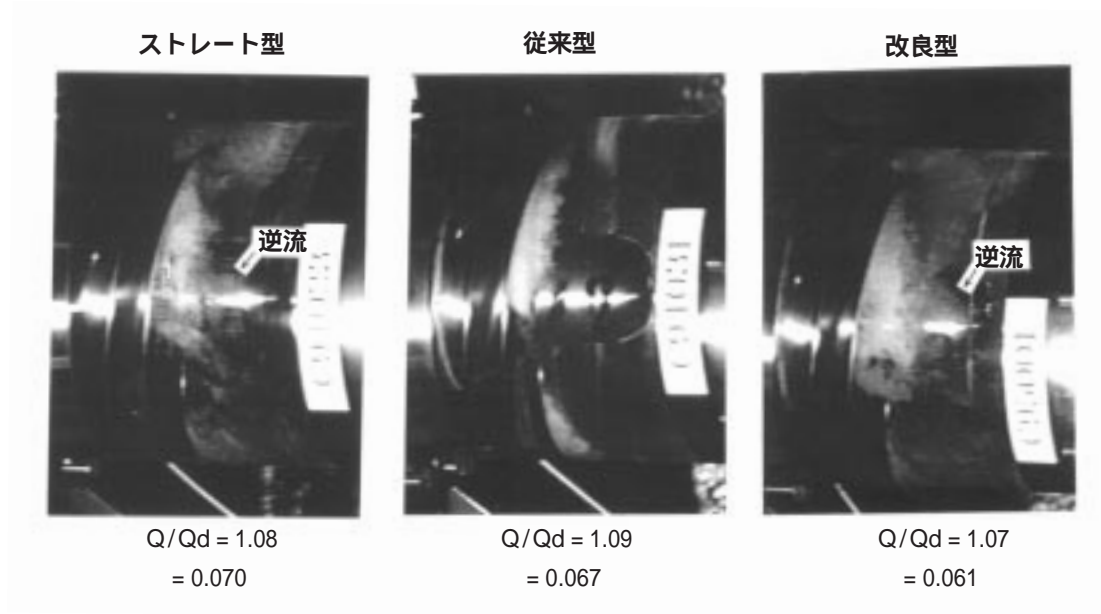 ストレート型
従来型
改良型
逆流
逆流
Q/Qd = 1.08
Q/Qd = 1.09
Q/Qd = 1.07
= 0.070
= 0.067
= 0.061